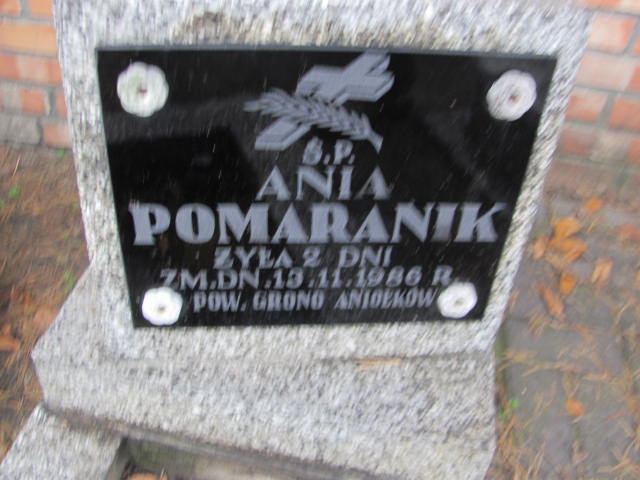 Ś.P.
ANIA
POMARANIK
ŻYŁA 2 DNI
ZM. DN. 13.11.1986 R.
POW. GRONO ANIOŁKÓW